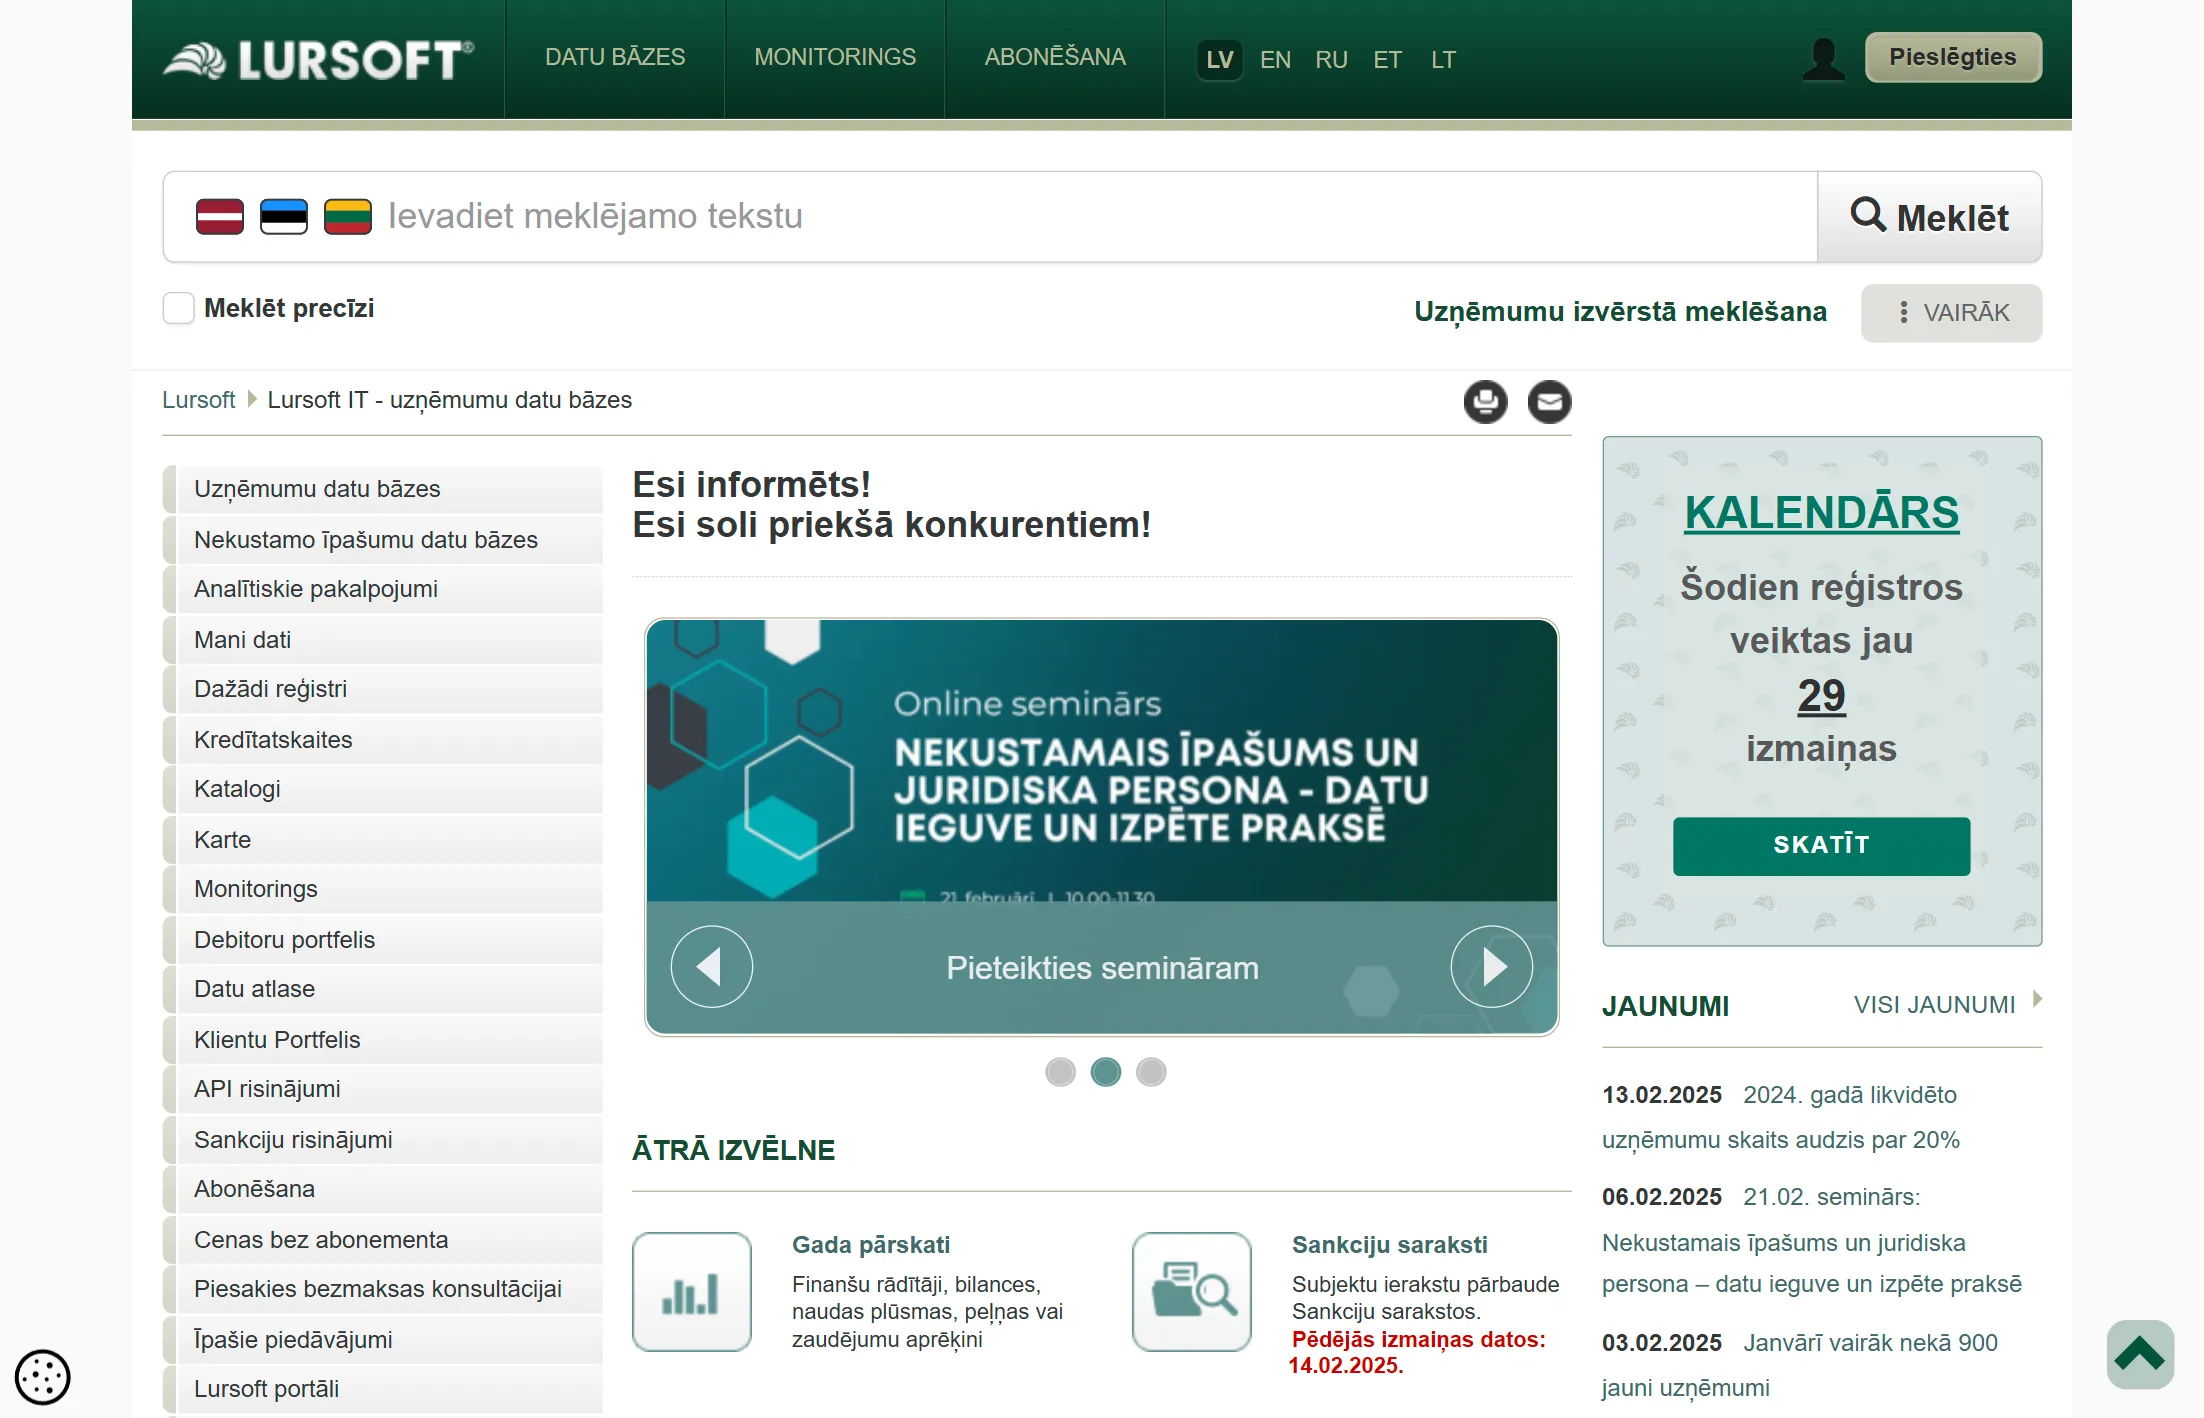 LURSOFT®
DATU BĀZES
MONITORINGS
ABONĒŠANA
LV EN RU ET LT
Pieslēgties
Ievadiet meklējamo tekstu
Meklēt
Meklēt precīzi
Uzņēmumu izvērstā meklēšana
VAIRĀK
Lursoft Lursoft IT - uzņēmumu datu bāzes
Uzņēmumu datu bāzes
Nekustamo īpašumu datu bāzes
Analītiskie pakalpojumi
Mani dati
Dažādi reģistri
Kredītatskaites
Katalogi
Karte
Monitorings
Debitoru portfelis
Datu atlase
Klientu Portfelis
API risinājumi
Sankciju risinājumi
Abonēšana
Cenas bez abonementa
Piesakies bezmaksas konsultācijai
Īpašie piedāvājumi
Lursoft portāli
Esi informēts!
Esi soli priekšā konkurentiem!
Online seminārs
NEKUSTAMAIS ĪPAŠUMS UN
JURIDISKA PERSONA - DATU
IEGUVE UN IZPĒTE PRAKSĒ
21. februārī | 10.00-11.30
Pieteikties semināram
ĀTRĀ IZVĒLNE
Gada pārskati
Finanšu rādītāji, bilances,
naudas plūsmas, peļņas vai
zaudējumu aprēķini
Sankciju saraksti
Subjektu ierakstu pārbaude
Sankciju sarakstos.
Pēdējās izmaiņas datos:
14.02.2025.
KALENDĀRS
Šodien reģistros
veiktas jau
29
izmaiņas
SKATĪT
JAUNUMI
VISI JAUNUMI
13.02.2025 2024. gadā likvidēto
uzņēmumu skaits audzis par 20%
06.02.2025 21.02. seminārs:
Nekustamais īpašums un juridiska
persona – datu ieguve un izpēte praksē
03.02.2025 Janvārī vairāk nekā 900
jauni uzņēmumi